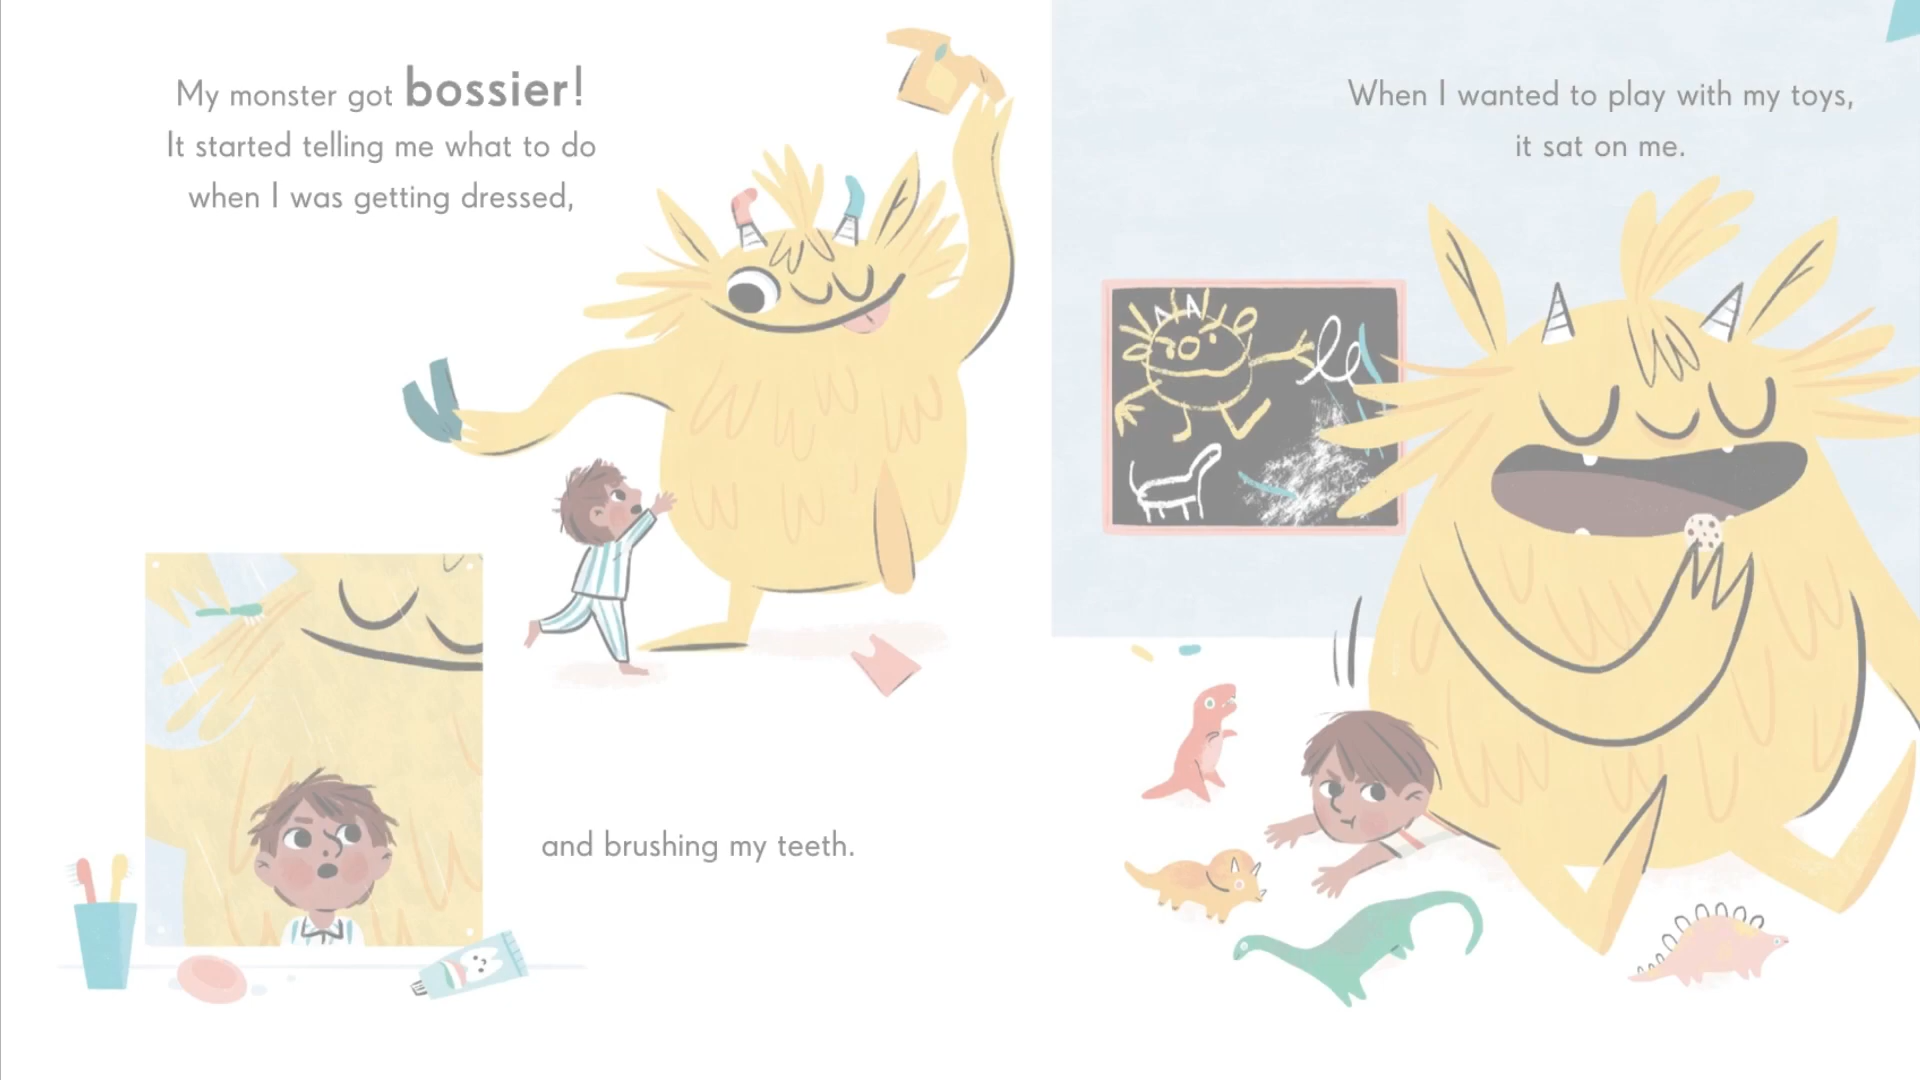 My monster got bossier!
It started telling me what to do
when I was getting dressed,
and brushing my teeth.
When I wanted to play with my toys,
it sat on me.